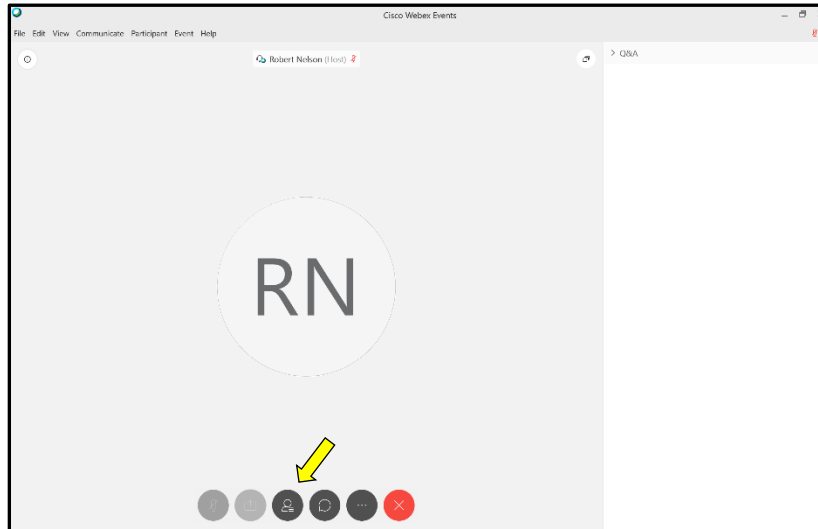 Cisco Webex Events
File Edit View Communicate Participant Event Help
Robert Nelson (Host)
Q&A
RN